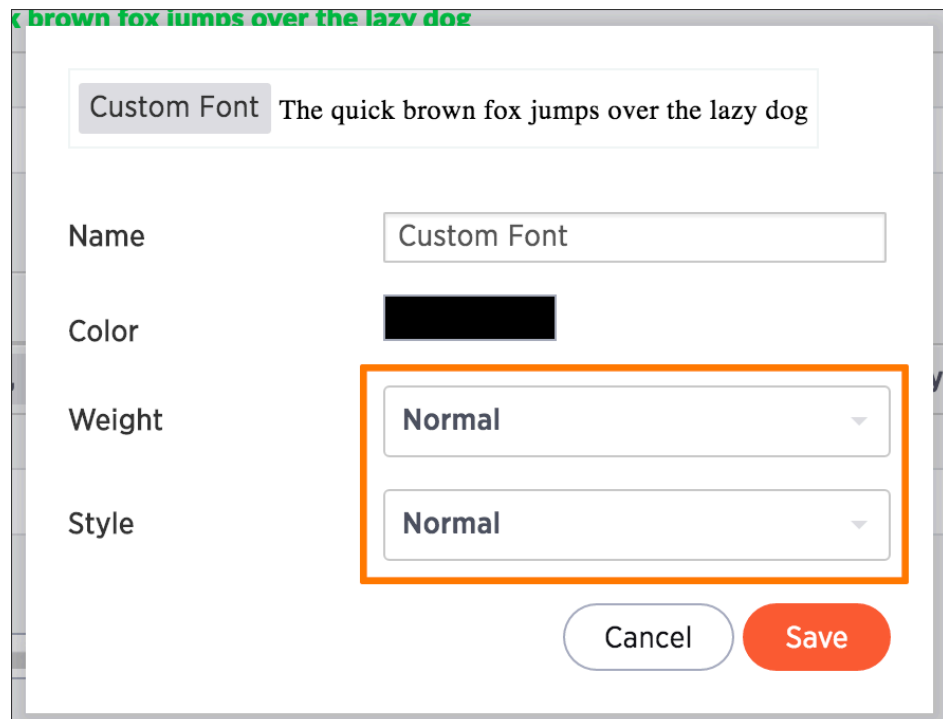 k brown fox jumps over the lazy dog
Custom Font The quick brown fox jumps over the lazy dog
Name Custom Font
Color
Weight Normal
Style Normal
Cancel Save